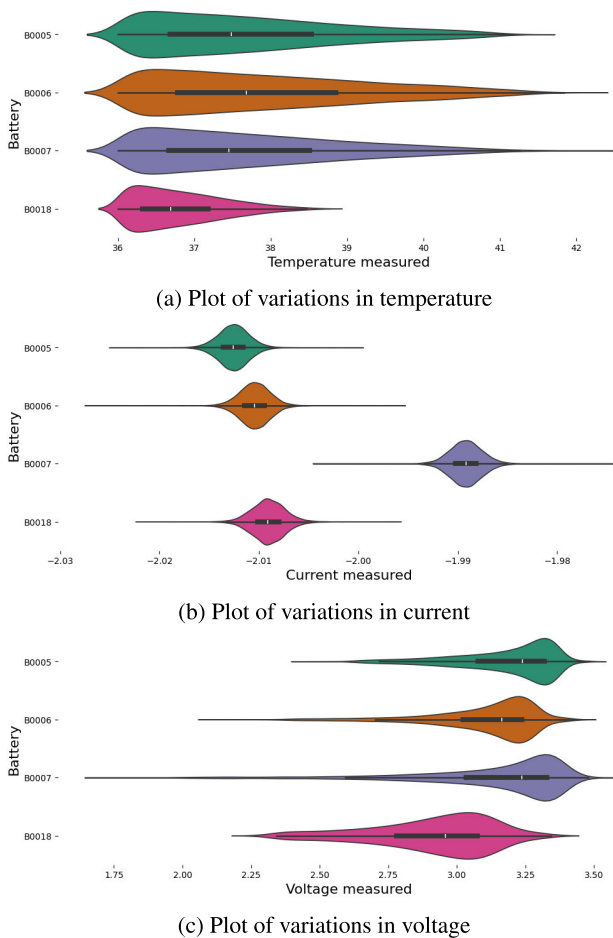 B0005
B0006
B0007
B0018
Battery
36 37 38 39 40 41 42
Temperature measured
(a) Plot of variations in temperature
B0005
B0006
B0007
B0018
Battery
−2.03 −2.02 −2.01 −2.00 −1.99 −1.98
Current measured
(b) Plot of variations in current
B0005
B0006
B0007
B0018
Battery
1.75 2.00 2.25 2.50 2.75 3.00 3.25 3.50
Voltage measured
(c) Plot of variations in voltage